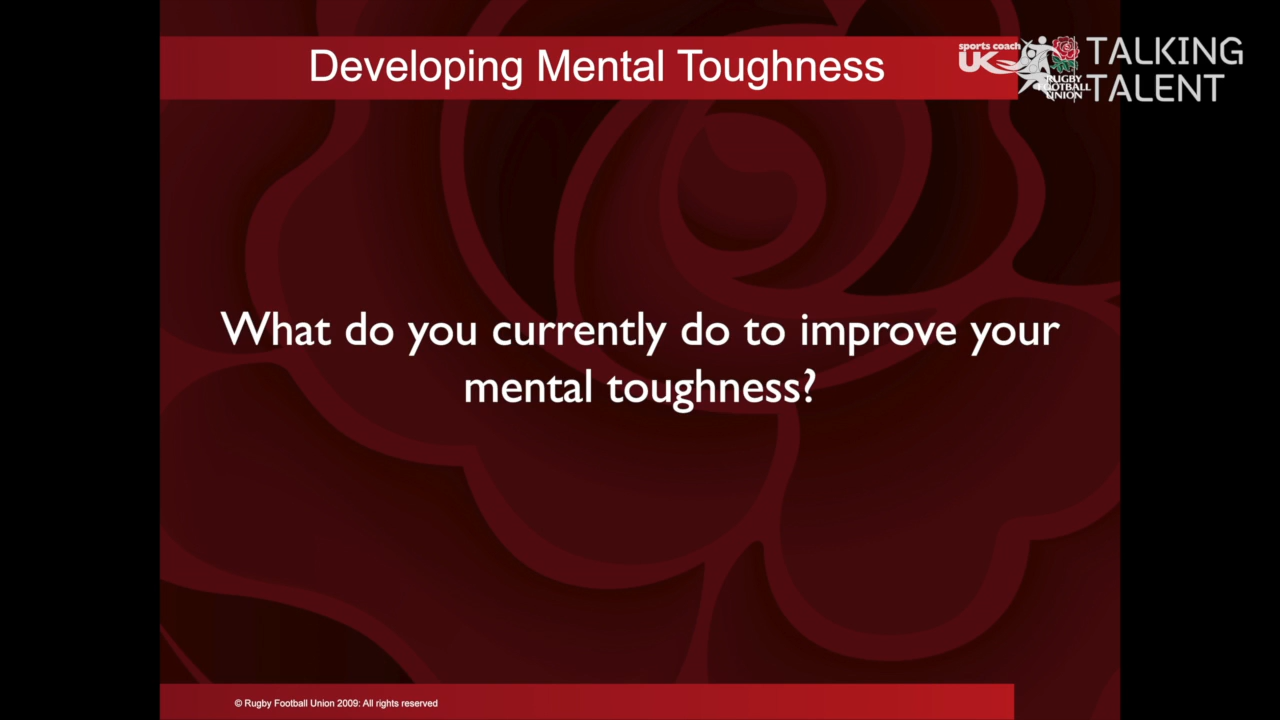 Developing Mental Toughness
sports coach
UK
RUGBY
FOOTBALL
UNION
TALKING
TALENT
What do you currently do to improve your
mental toughness?
© Rugby Football Union 2009: All rights reserved